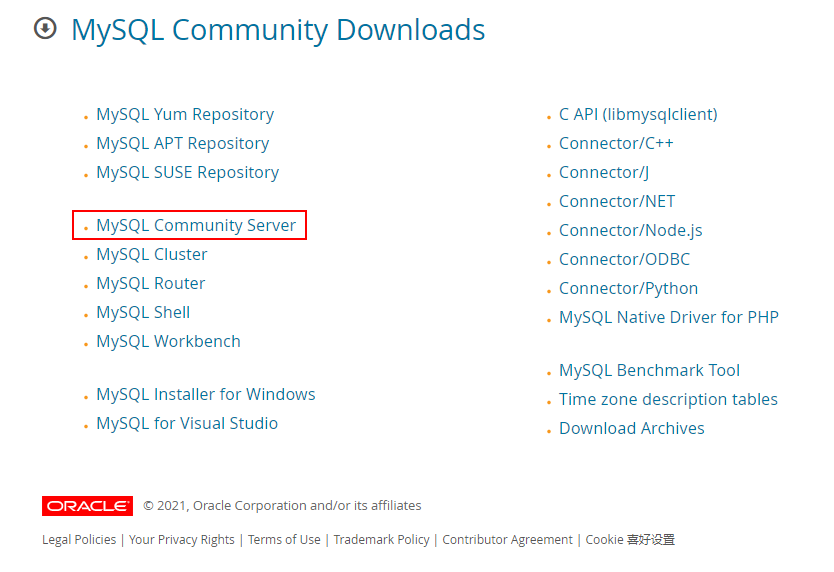 MySQL Community Downloads
MySQL Yum Repository
MySQL APT Repository
MySQL SUSE Repository
MySQL Community Server
MySQL Cluster
MySQL Router
MySQL Shell
MySQL Workbench
MySQL Installer for Windows
MySQL for Visual Studio
C API (libmysqlclient)
Connector/C++
Connector/J
Connector/NET
Connector/Node.js
Connector/ODBC
Connector/Python
MySQL Native Driver for PHP
MySQL Benchmark Tool
Time zone description tables
Download Archives
ORACLE © 2021, Oracle Corporation and/or its affiliates
Legal Policies | Your Privacy Rights | Terms of Use | Trademark Policy | Contributor Agreement | Cookie 喜好设置